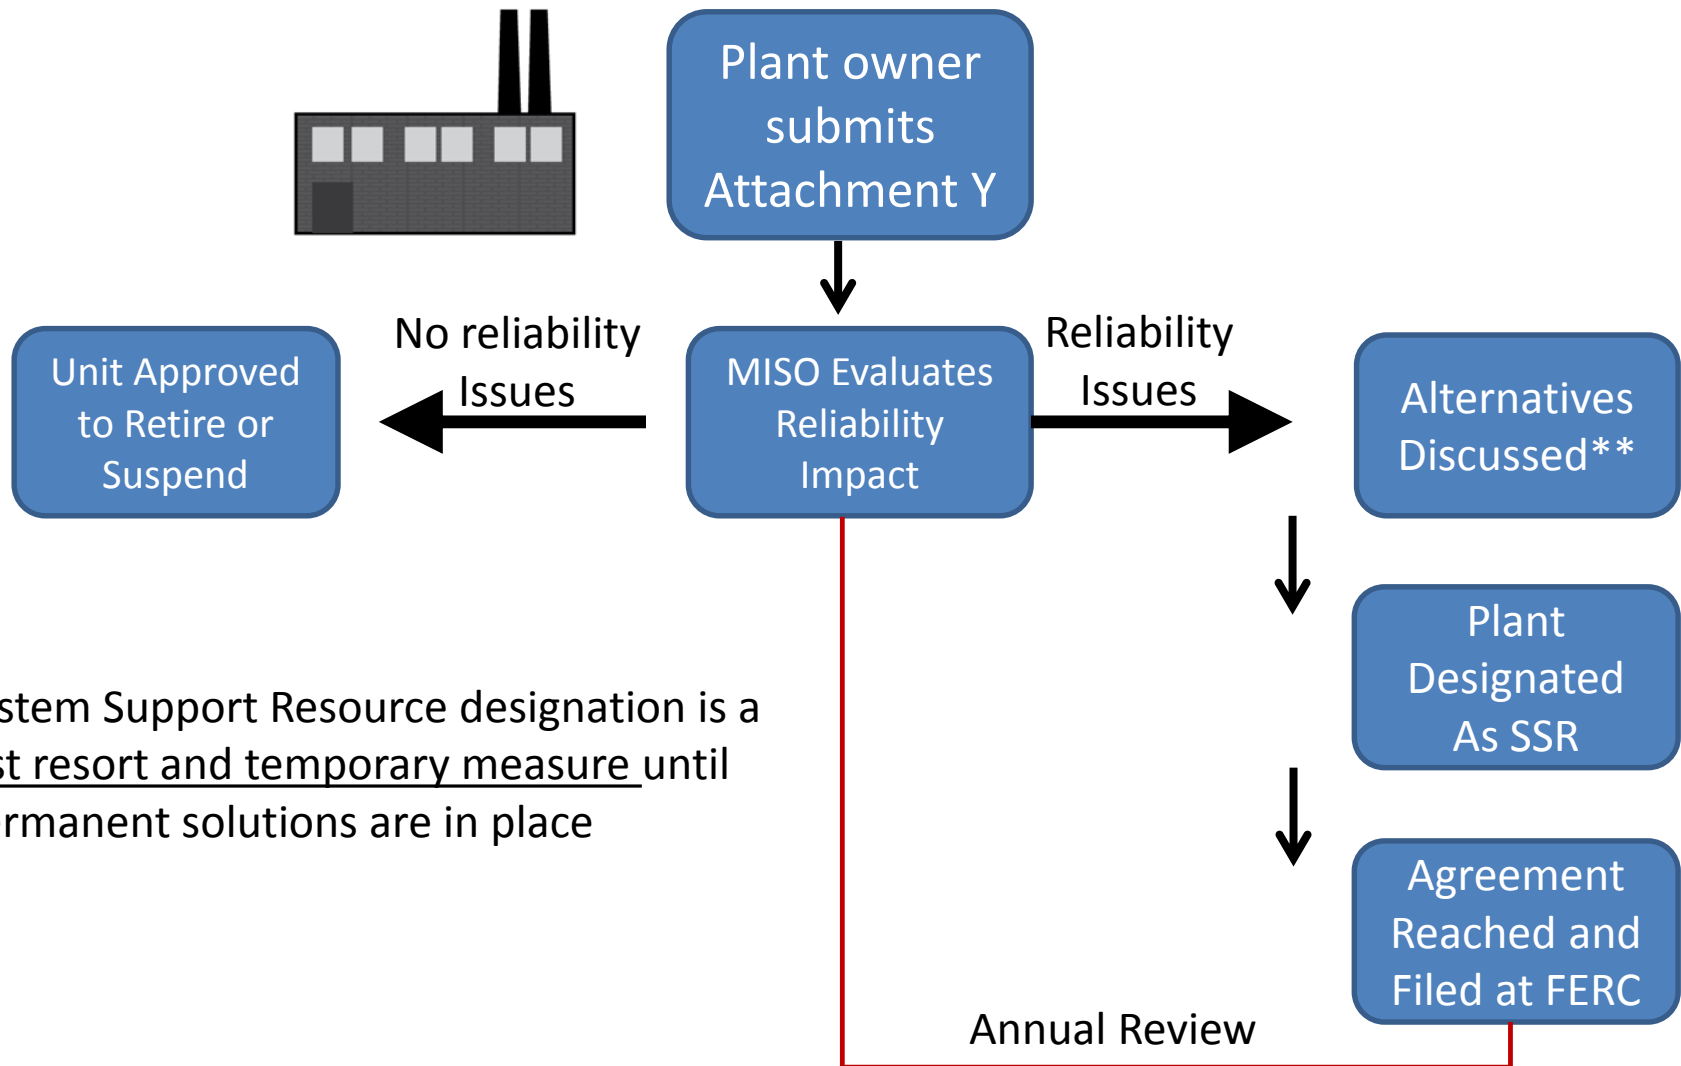 Plant owner
submits
Attachment Y
No reliability
Issues
Reliability
Issues
Unit Approved
to Retire or
Suspend
MISO Evaluates
Reliability
Impact
Alternatives
Discussed**
Plant
Designated
As SSR
stem Support Resource designation is a
st resort and temporary measure until
ermanent solutions are in place
Agreement
Reached and
Filed at FERC
Annual Review